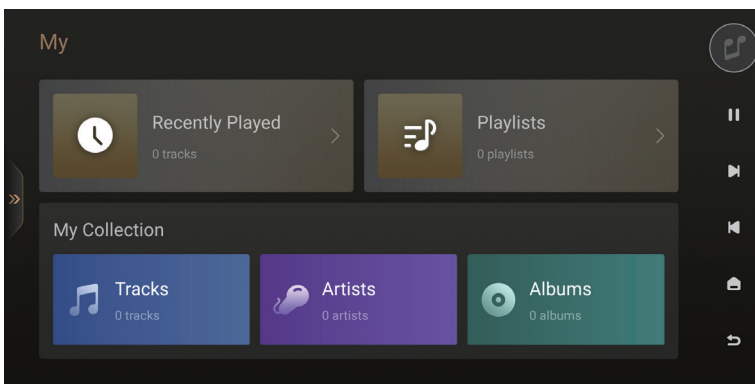 My
Recently Played
0 tracks
Playlists
0 playlists
My Collection
Tracks
0 tracks
Artists
0 artists
Albums
0 albums